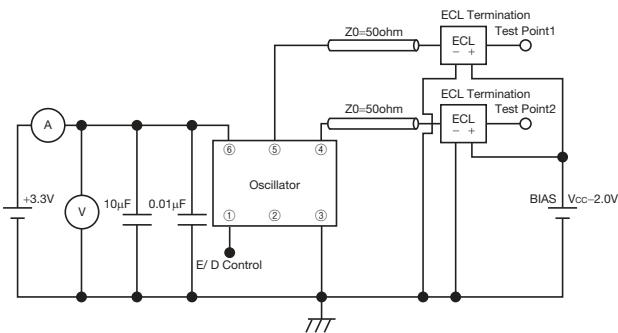 ECL Termination
Z0=50ohm
ECL
− +
Test Point1
ECL Termination
Z0=50ohm
ECL
− +
Test Point2
A
⑥ ⑤ ④
+3.3V
V
10μF
0.01μF
Oscillator
① ② ③
BIAS
VCC−2.0V
E/ D Control